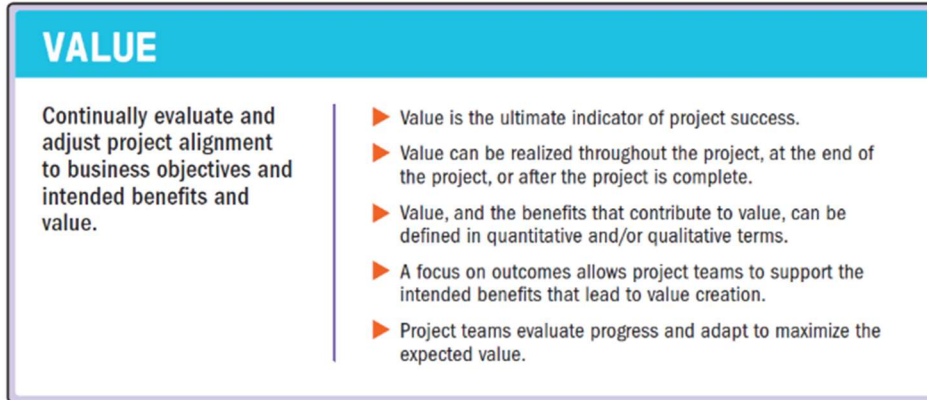 VALUE
Continually evaluate and
adjust project alignment
to business objectives and
intended benefits and
value.
Value is the ultimate indicator of project success.
Value can be realized throughout the project, at the end of
the project, or after the project is complete.
Value, and the benefits that contribute to value, can be
defined in quantitative and/or qualitative terms.
A focus on outcomes allows project teams to support the
intended benefits that lead to value creation.
Project teams evaluate progress and adapt to maximize the
expected value.